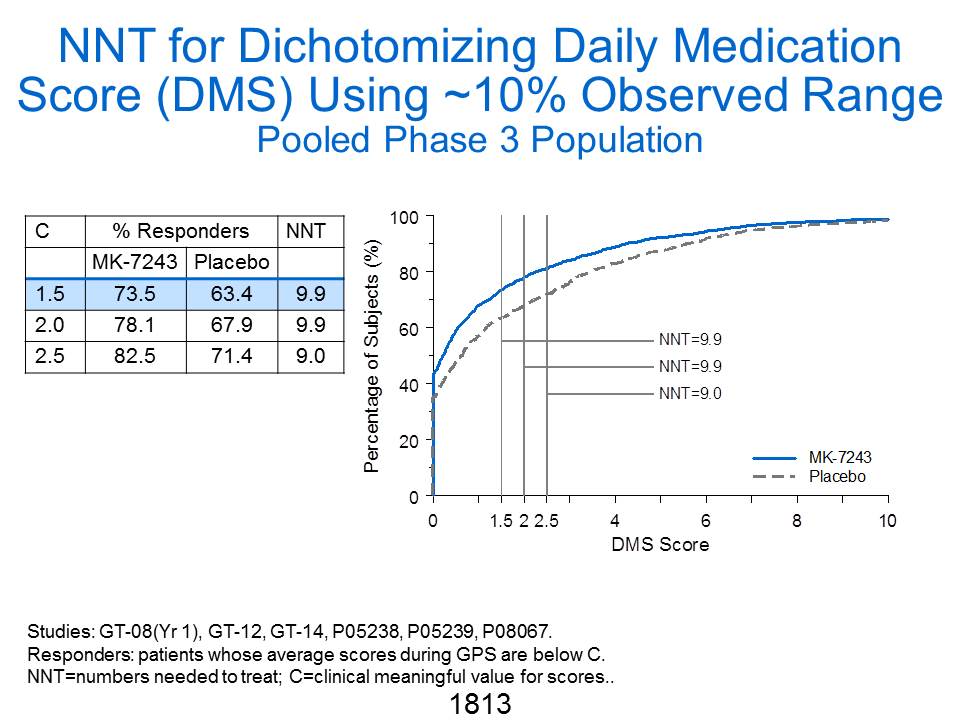 NNT for Dichotomizing Daily Medication
Score (DMS) Using ~10% Observed Range
Pooled Phase 3 Population
C % Responders NNT
MK-7243 Placebo
1.5 73.5 63.4 9.9
2.0 78.1 67.9 9.9
2.5 82.5 71.4 9.0
Percentage of Subjects (%)
100
80
60
40
20
0
NNT=9.9
NNT=9.9
NNT=9.0
MK-7243
Placebo
0 1.5 2 2.5 4 6 8 10
DMS Score
Studies: GT-08(Yr 1), GT-12, GT-14, P05238, P05239, P08067.
Responders: patients whose average scores during GPS are below C.
NNT=numbers needed to treat; C=clinical meaningful value for scores..
1813